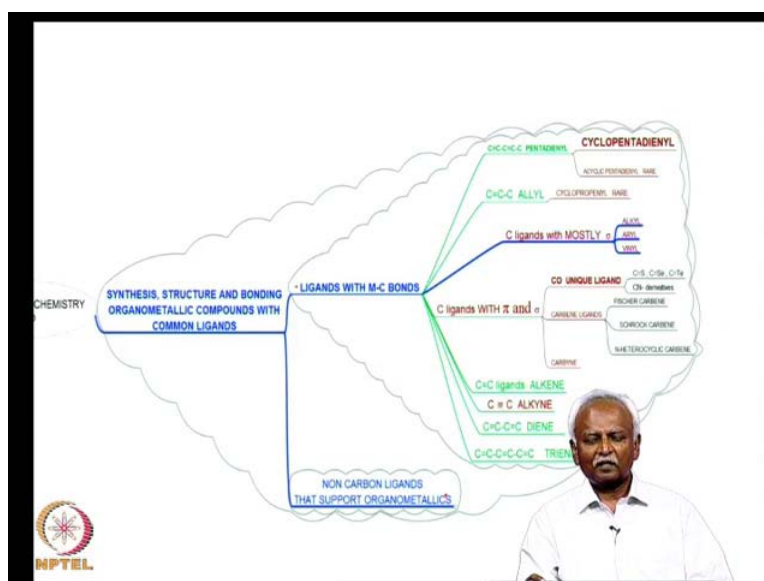 C=C-C=C-C PENTADIENYL
CYCLOPENTADIENYL
ACYCLIC PENTADIENYL RARE
C=C-C ALLYL
CYCLOPROPENYL RARE
C ligands with MOSTLY σ
ALKYL
ARYL
VINYL
CHEMISTRY
SYNTHESIS, STRUCTURE AND BONDING
ORGANOMETALLIC COMPOUNDS WITH
COMMON LIGANDS
- LIGANDS WITH M-C BONDS
C ligands WITH π and σ
CO UNIQUE LIGAND
CN- derivatives
CARBENE LIGANDS
FISCHER CARBENE
SCHROCK CARBENE
N-HETEROCYCLIC CARBENE
CARBYNE
C=C ligands ALKENE
C ≡ C ALKYNE
C=C-C=C DIENE
C=C-C=C-C=C TRIEN
NON CARBON LIGANDS
THAT SUPPORT ORGANOMETALLICS
NPTEL